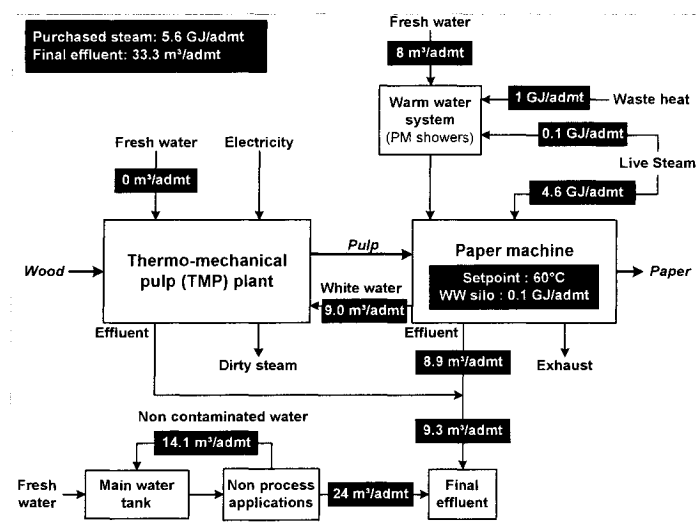 Purchased steam: 5.6 GJ/admt
Final effluent: 33.3 m³/admt
Fresh water
8 m³/admt
Warm water
system
(PM showers)
1 GJ/admt
Waste heat
0.1 GJ/admt
Live Steam
4.6 GJ/admt
Fresh water
Electricity
0 m³/admt
Wood
Thermo-mechanical
pulp (TMP) plant
Pulp
White water
9.0 m³/admt
Paper machine
Setpoint : 60°C
WW silo : 0.1 GJ/admt
Paper
Effluent
Dirty steam
Effluent
8.9 m³/admt
Exhaust
Non contaminated water
14.1 m³/admt
9.3 m³/admt
Fresh
water
Main water
tank
Non process
applications
24 m³/admt
Final
effluent